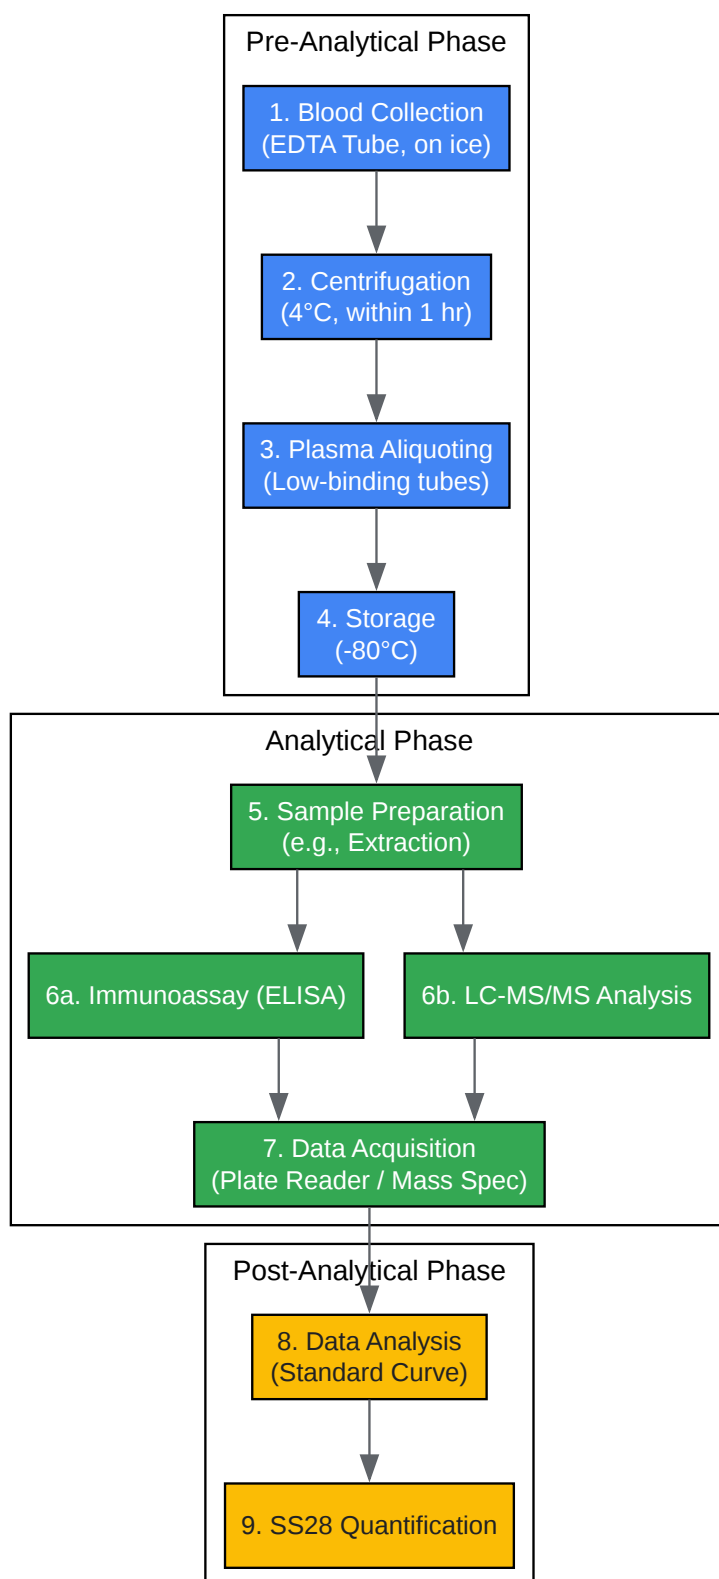 Pre-Analytical Phase
1. Blood Collection
(EDTA Tube, on ice)
2. Centrifugation
(4°C, within 1 hr)
3. Plasma Aliquoting
(Low-binding tubes)
4. Storage
(-80°C)
Analytical Phase
5. Sample Preparation
(e.g., Extraction)
6a. Immunoassay (ELISA)
6b. LC-MS/MS Analysis
7. Data Acquisition
(Plate Reader / Mass Spec)
Post-Analytical Phase
8. Data Analysis
(Standard Curve)
9. SS28 Quantification